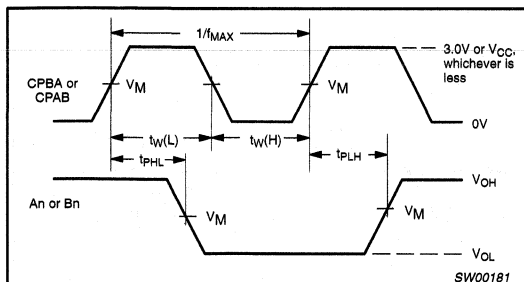 1/fMAX
3.0V or VCC,
whichever is
less
CPBA or
CPAB
VM
VM
0V
tW(L)
tW(H)
tPHL
tPLH
An or Bn
VOH
VM
VM
VOL
SW00181